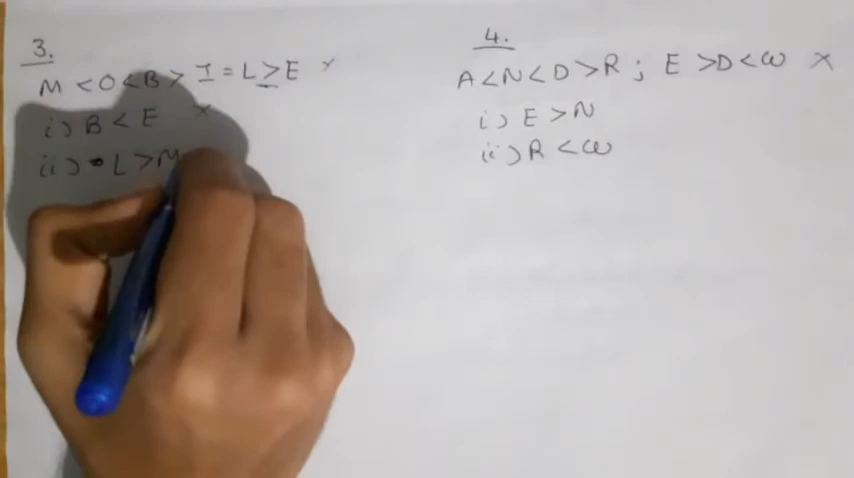 3.
M < O < B > I = L ≥ E ×
i) B < E ×
ii) L > M
4.
A < N < D > R ; E > D < W ×
i) E > N
ii) R < W